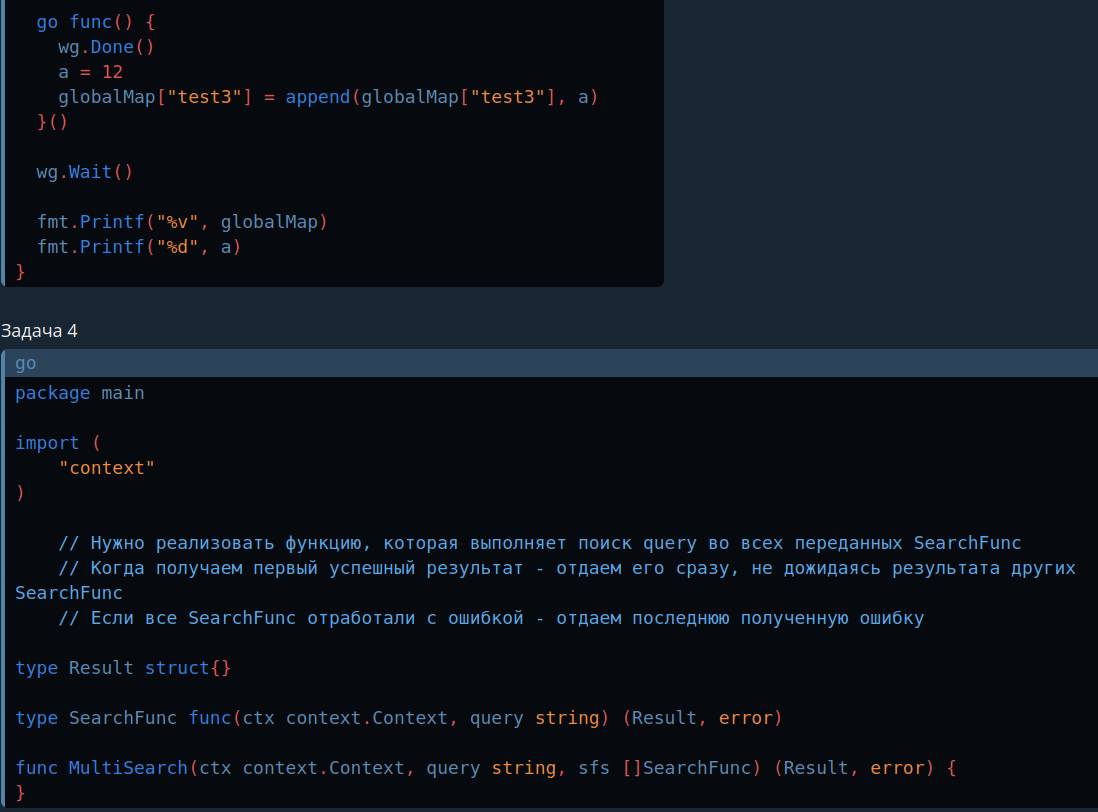 go func() {
wg.Done()
a = 12
globalMap["test3"] = append(globalMap["test3"], a)
}()
wg.Wait()
fmt.Printf("%v", globalMap)
fmt.Printf("%d", a)
}
Задача 4
go
package main
import (
"context"
)
// Нужно реализовать функцию, которая выполняет поиск query во всех переданных SearchFunc
// Когда получаем первый успешный результат - отдаем его сразу, не дожидаясь результата других
SearchFunc
// Если все SearchFunc отработали с ошибкой - отдаем последнюю полученную ошибку
type Result struct{}
type SearchFunc func(ctx context.Context, query string) (Result, error)
func MultiSearch(ctx context.Context, query string, sfs []SearchFunc) (Result, error) {
}